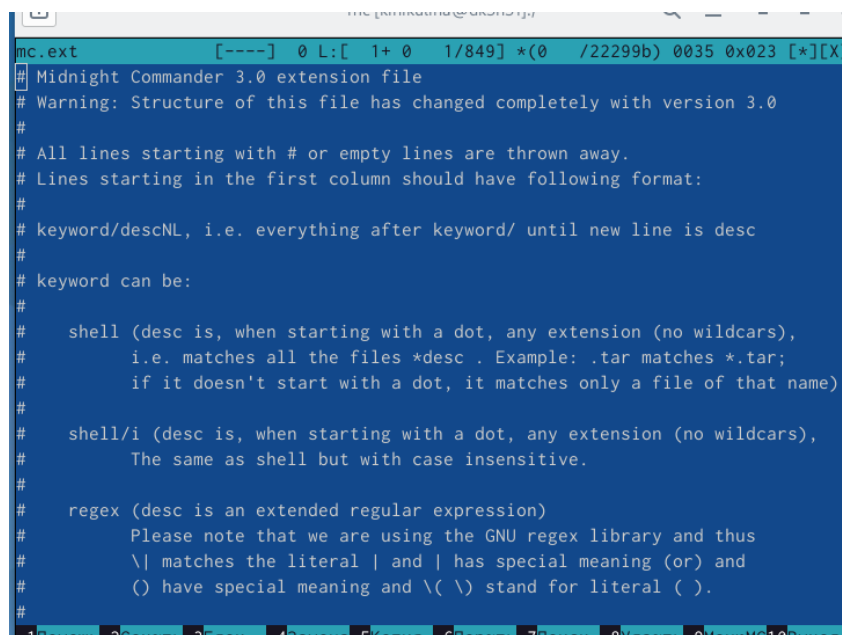 mc.ext [----] 0 L:[ 1+ 0 1/849] *(0 /22299b) 0035 0x023 [*][X
# Midnight Commander 3.0 extension file
# Warning: Structure of this file has changed completely with version 3.0
#
# All lines starting with # or empty lines are thrown away.
# Lines starting in the first column should have following format:
#
# keyword/descNL, i.e. everything after keyword/ until new line is desc
#
# keyword can be:
#
# shell (desc is, when starting with a dot, any extension (no wildcars),
# i.e. matches all the files *desc . Example: .tar matches *.tar;
# if it doesn't start with a dot, it matches only a file of that name)
#
# shell/i (desc is, when starting with a dot, any extension (no wildcars),
# The same as shell but with case insensitive.
#
# regex (desc is an extended regular expression)
# Please note that we are using the GNU regex library and thus
# \| matches the literal | and | has special meaning (or) and
# () have special meaning and \( \) stand for literal ( ).
#